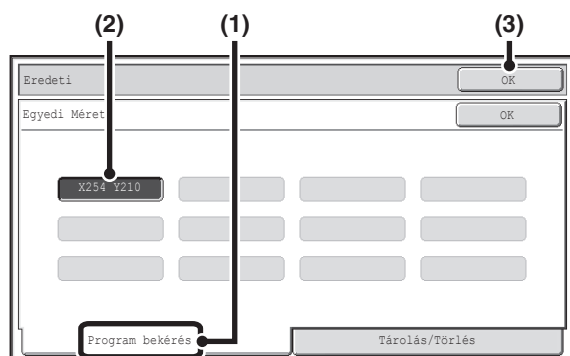 (2) (1) (3)
Eredeti OK
Egyedi Méret OK
X254 Y210
Program bekérés Tárolás/Törlés